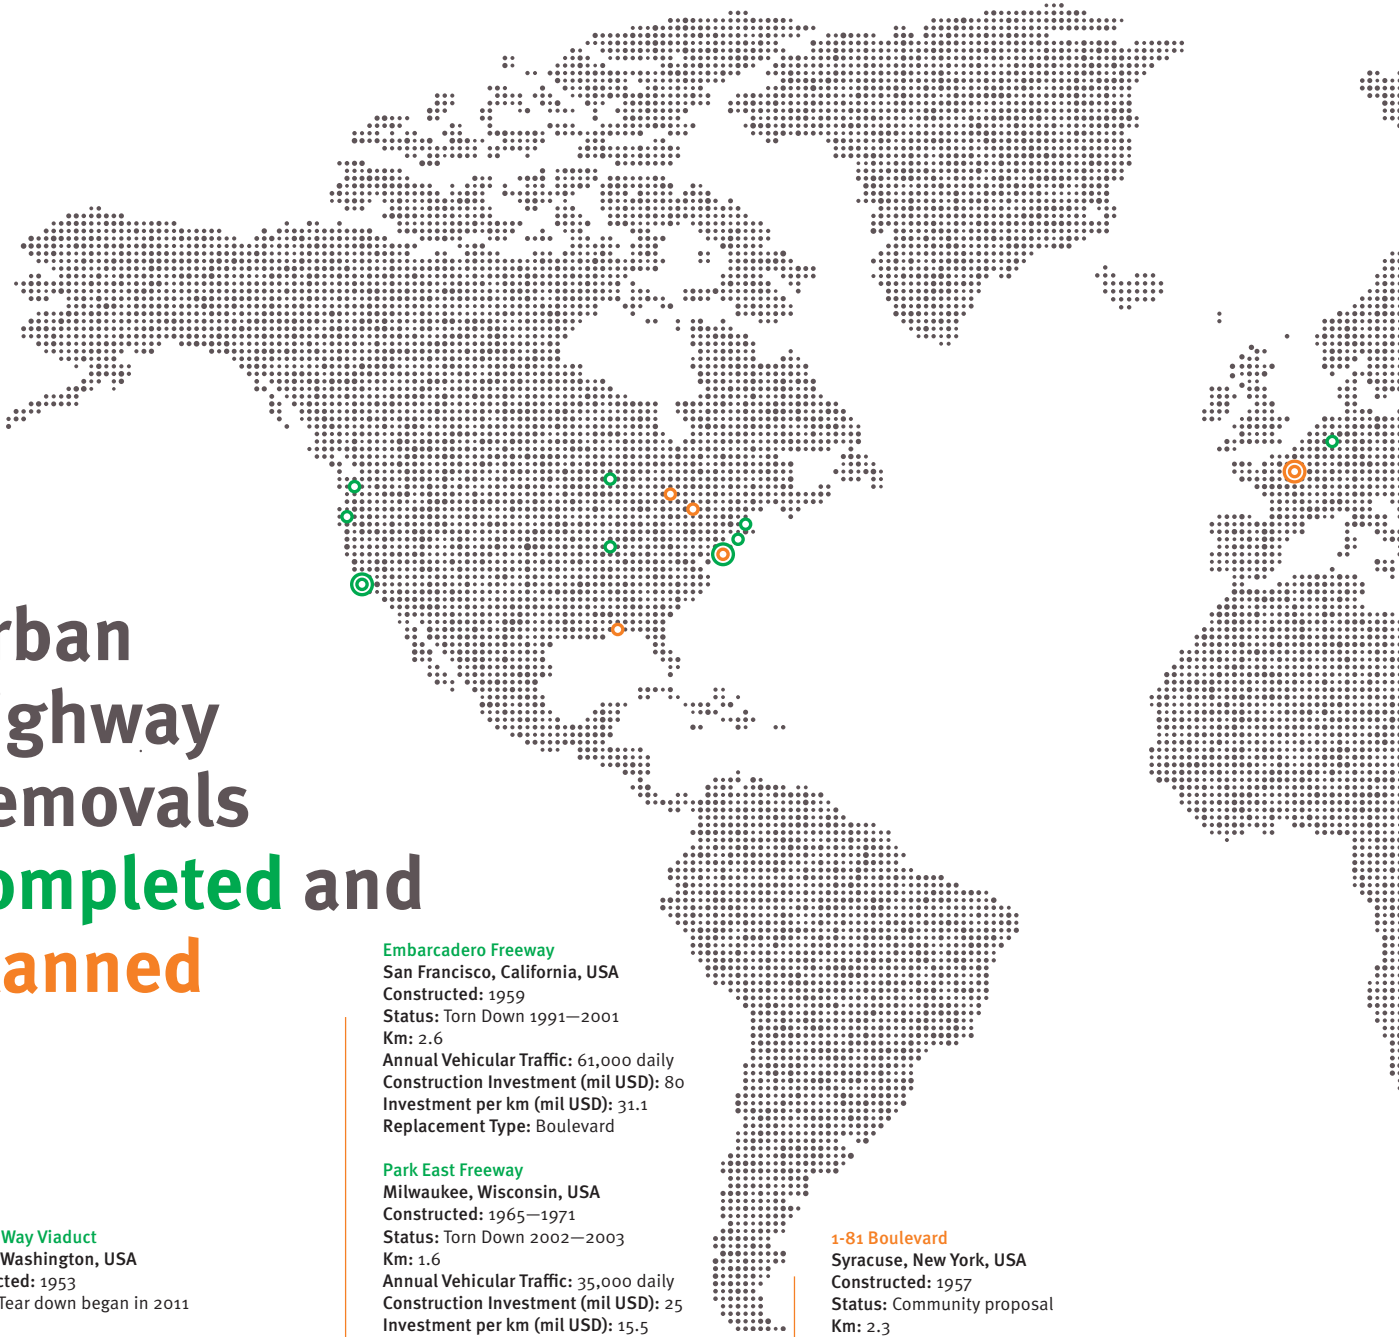 rban
ghway
emovals
ompleted and
anned
Embarcadero Freeway
San Francisco, California, USA
Constructed: 1959
Status: Torn Down 1991—2001
Km: 2.6
Annual Vehicular Traffic: 61,000 daily
Construction Investment (mil USD): 80
Investment per km (mil USD): 31.1
Replacement Type: Boulevard
Park East Freeway
Milwaukee, Wisconsin, USA
Constructed: 1965—1971
Status: Torn Down 2002—2003
Km: 1.6
Annual Vehicular Traffic: 35,000 daily
Construction Investment (mil USD): 25
Investment per km (mil USD): 15.5
Way Viaduct
Washington, USA
cted: 1953
Tear down began in 2011
1-81 Boulevard
Syracuse, New York, USA
Constructed: 1957
Status: Community proposal
Km: 2.3